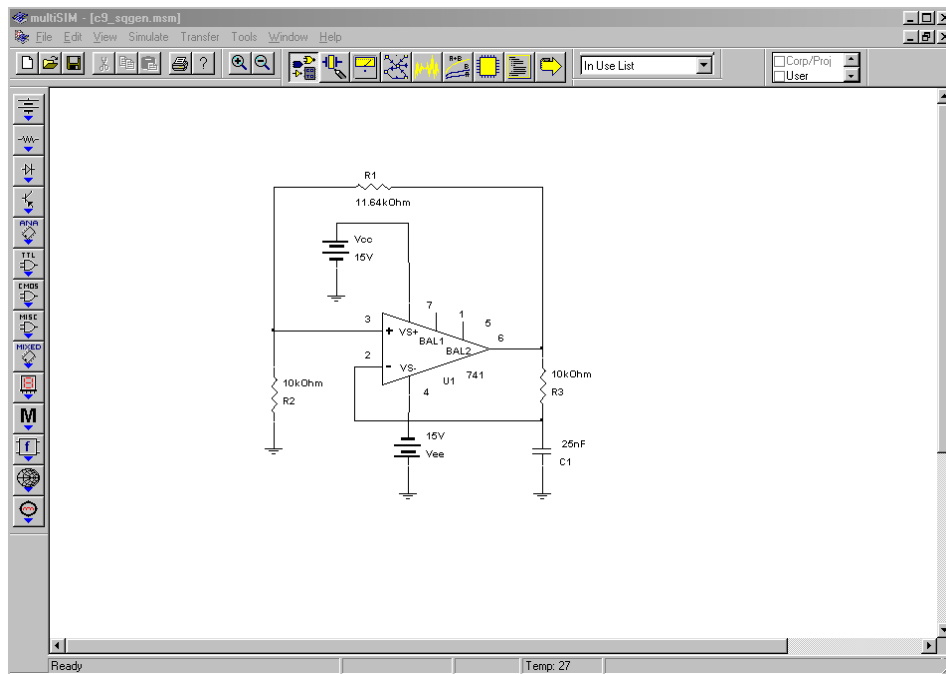 multiSIM - [c9_sqgen.msm]
File Edit View Simulate Transfer Tools Window Help
In Use List
Corp/Proj
User
ANA
TTL
CMOS
MISC
MIXED
M
f
R1
11.64kOhm
Vcc
15V
3
VS+
7
BAL1
1
5
BAL2
6
2
VS-
U1
741
4
10kOhm
R2
10kOhm
R3
15V
Vee
25nF
C1
Ready
Temp: 27